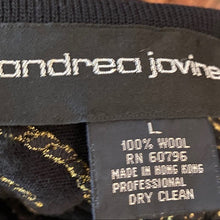 andrea jovine
L
100% WOOL
RN 60796
MADE IN HONG KONG
PROFESSIONAL
DRY CLEAN